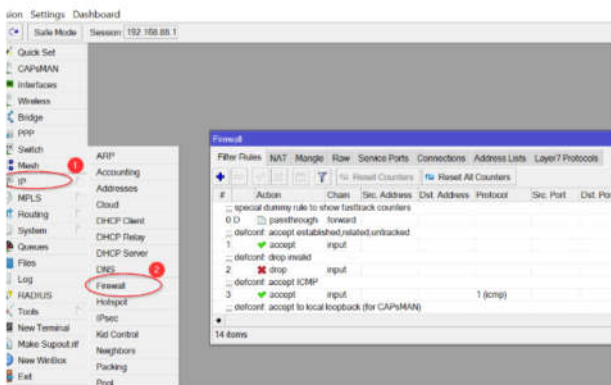 sion Settings Dashboard
Safe Mode Session: 192.168.88.1
Quick Set
CAPsMAN
Interfaces
Wireless
Bridge
PPP
Switch
Mesh
1
IP
MPLS
Routing
System
Queues
Files
Log
RADIUS
Tools
New Terminal
Make Supout.rif
New WinBox
Exit
ARP
Accounting
Addresses
Cloud
DHCP Client
DHCP Relay
DHCP Server
DNS
2
Firewall
Hotspot
IPsec
Kid Control
Neighbors
Packing
Pool
Firewall
Filter Rules NAT Mangle Raw Service Ports Connections Address Lists Layer7 Protocols
Reset Counters Reset All Counters
# Action Chain Src. Address Dst. Address Protocol Src. Port Dst. Po
;;; special dummy rule to show fasttrack counters
0 D passthrough forward
;;; defconf: accept established,related,untracked
1 accept input
;;; defconf: drop invalid
2 drop input
;;; defconf: accept ICMP
3 accept input 1 (icmp)
;;; defconf: accept to local loopback (for CAPsMAN)
14 items